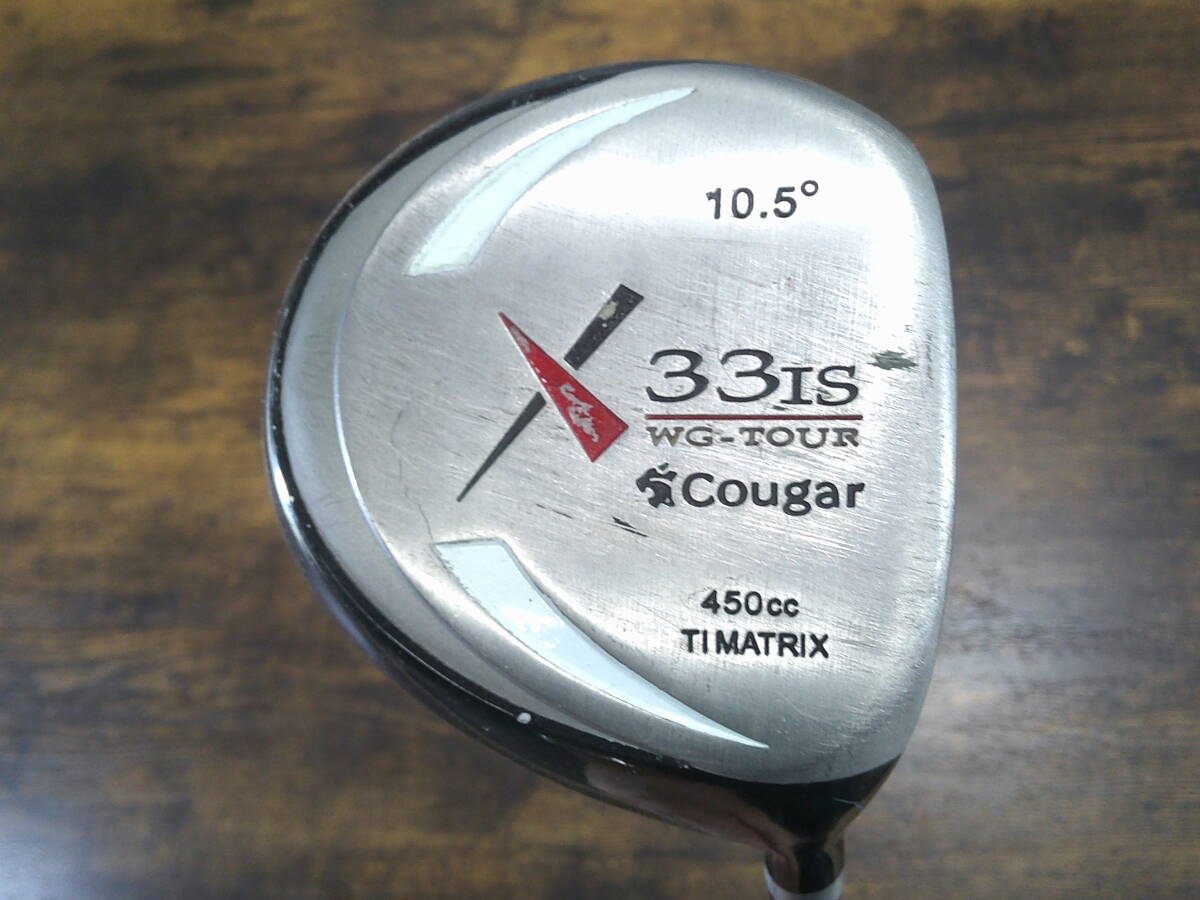 10.5°
X 33IS
WG-TOUR
Cougar
450cc
TI MATRIX